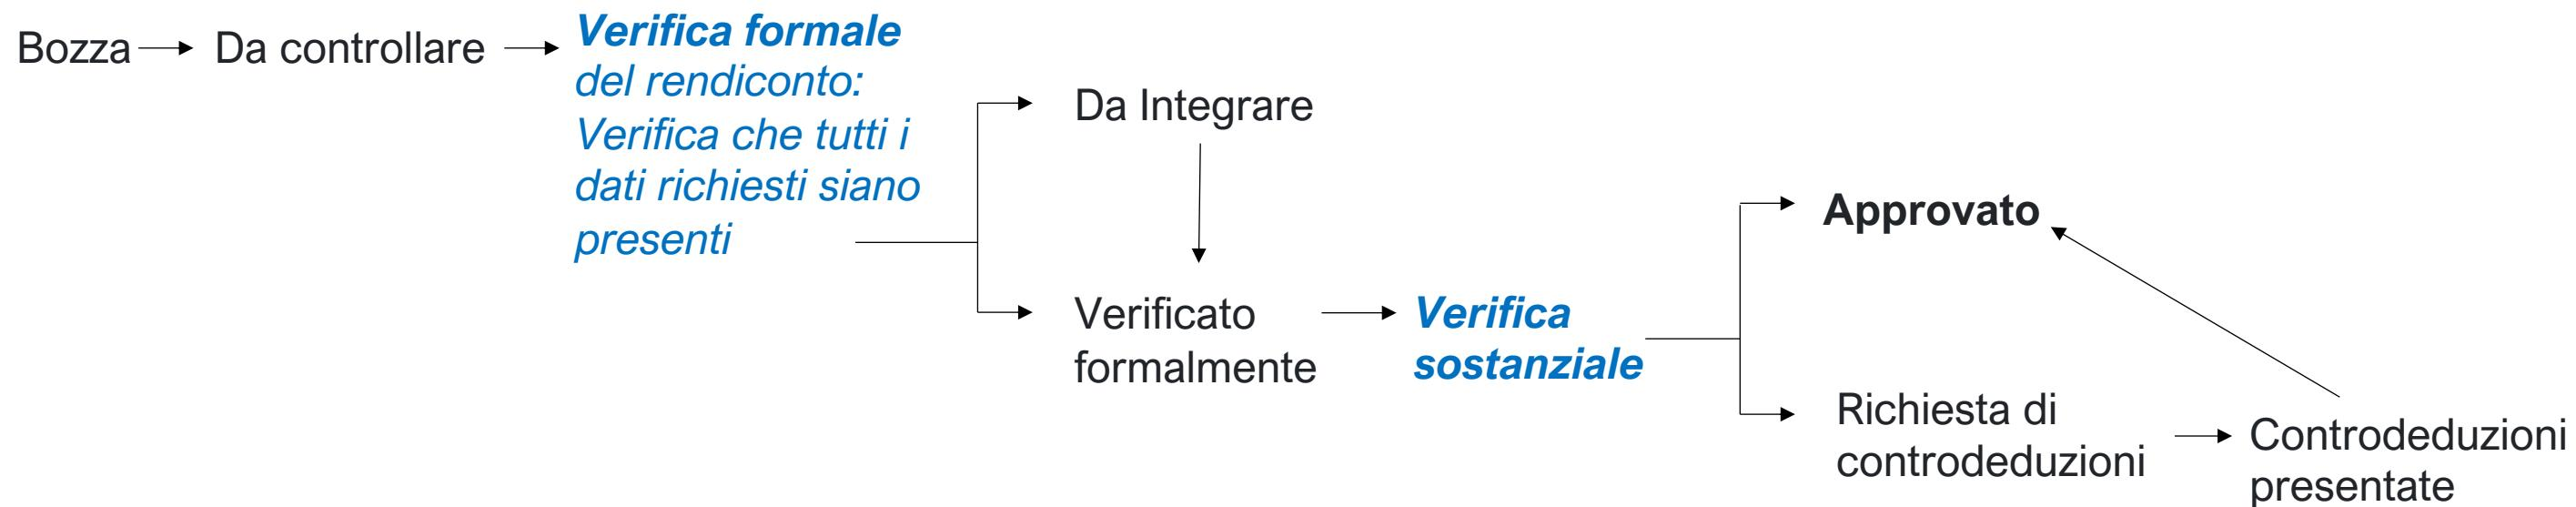 Bozza
Da controllare
Verifica formale
del rendiconto:
Verifica che tutti i
dati richiesti siano
presenti
Da Integrare
Verificato
formalmente
Verifica
sostanziale
Approvato
Richiesta di
controdeduzioni
Controdeduzioni
presentate